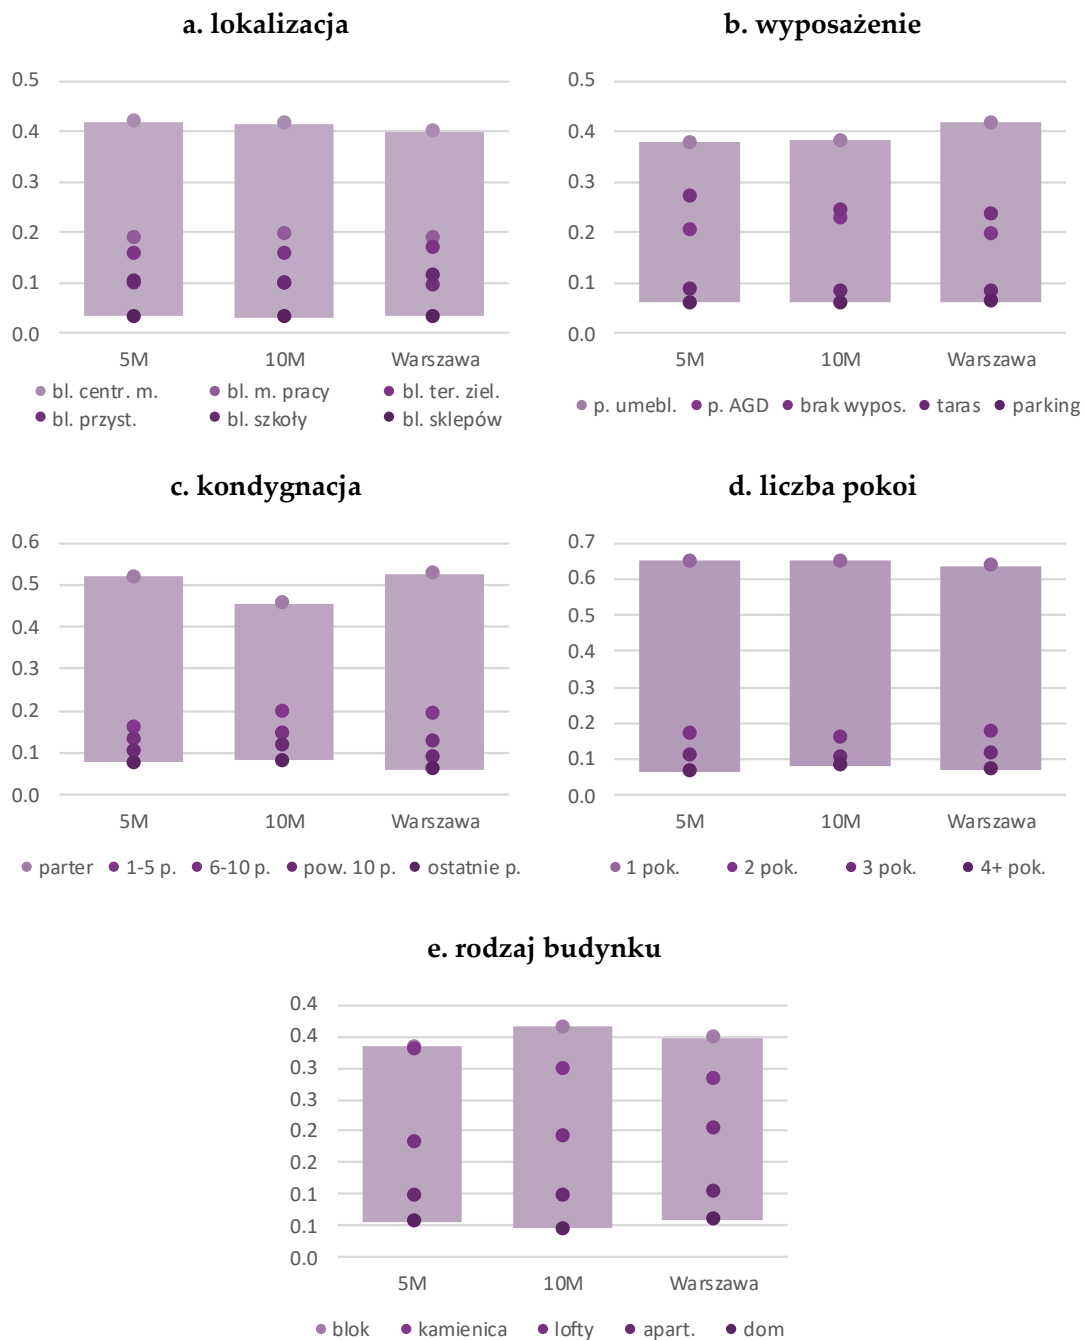 a. lokalizacja
0.5
0.4
0.3
0.2
0.1
0.0
5M 10M Warszawa
bl. centr. m. bl. m. pracy bl. ter. ziel.
bl. przyst. bl. szkoły bl. sklepów
b. wyposażenie
0.5
0.4
0.3
0.2
0.1
0.0
5M 10M Warszawa
p. umebl. p. AGD brak wypos. taras parking
c. kondygnacja
0.6
0.5
0.4
0.3
0.2
0.1
0.0
5M 10M Warszawa
parter 1-5 p. 6-10 p. pow. 10 p. ostatnie p.
d. liczba pokoi
0.7
0.6
0.5
0.4
0.3
0.2
0.1
0.0
5M 10M Warszawa
1 pok. 2 pok. 3 pok. 4+ pok.
e. rodzaj budynku
0.4
0.4
0.3
0.3
0.2
0.2
0.1
0.1
0.0
5M 10M Warszawa
blok kamienica lofty apart. dom